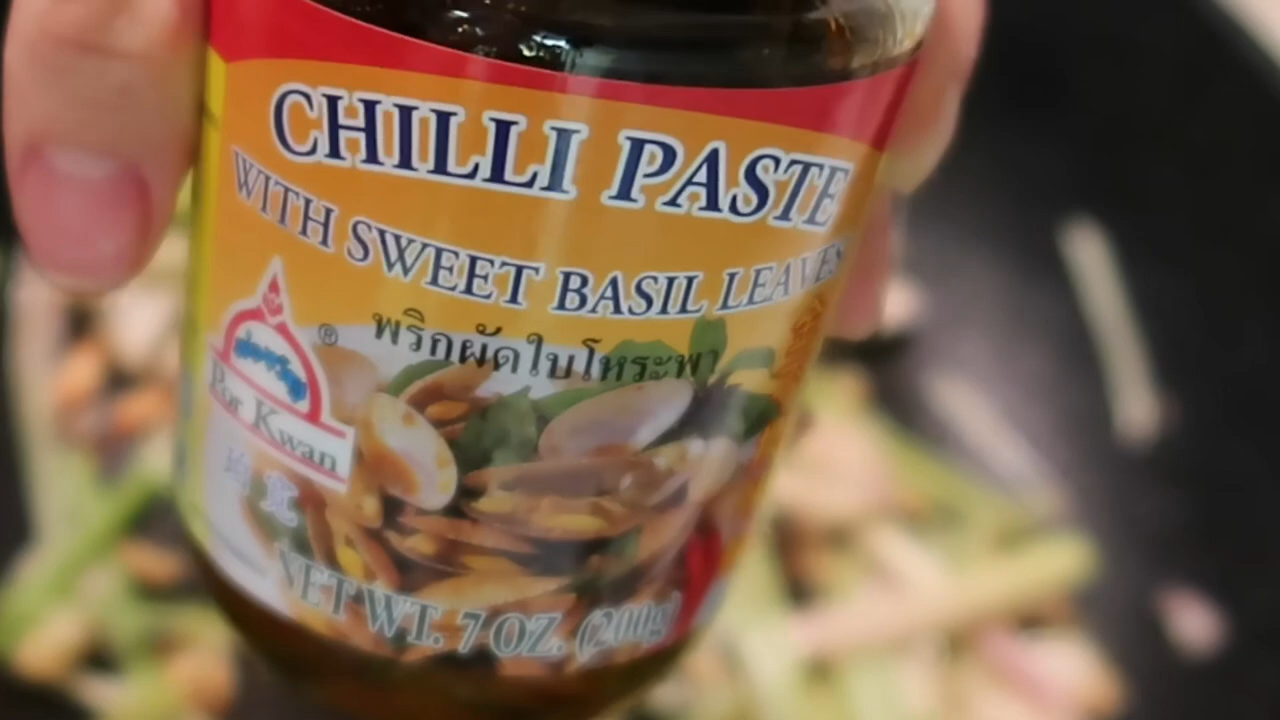 CHILLI PASTE
WITH SWEET BASIL LEAVES
พริกผัดใบโหระพา
®
Por Kwan
NET WT. 7 OZ. (200g)